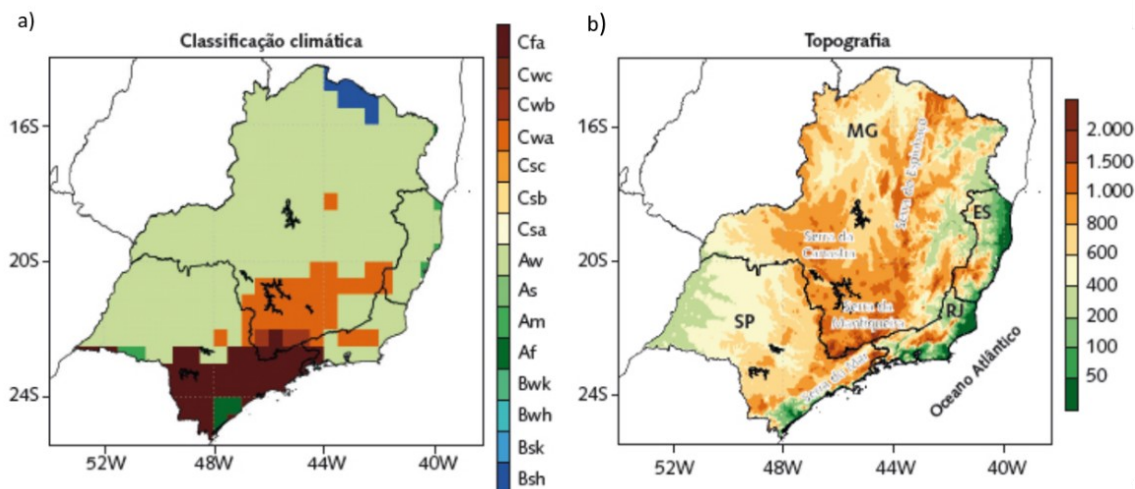 a)
Classificação climática
16S
20S
24S
52W
48W
44W
40W
Cfa
Cwc
Cwb
Cwa
Csc
Csb
Csa
Aw
As
Am
Af
Bwk
Bwh
Bsk
Bsh
b)
Topografia
MG
Serra do Espinhaço
ES
Serra da
Canastra
SP
Serra da
Mantiqueira
RJ
Serra do Mar
Oceano Atlântico
16S
20S
24S
52W
48W
44W
40W
2.000
1.500
1.000
800
600
400
200
100
50